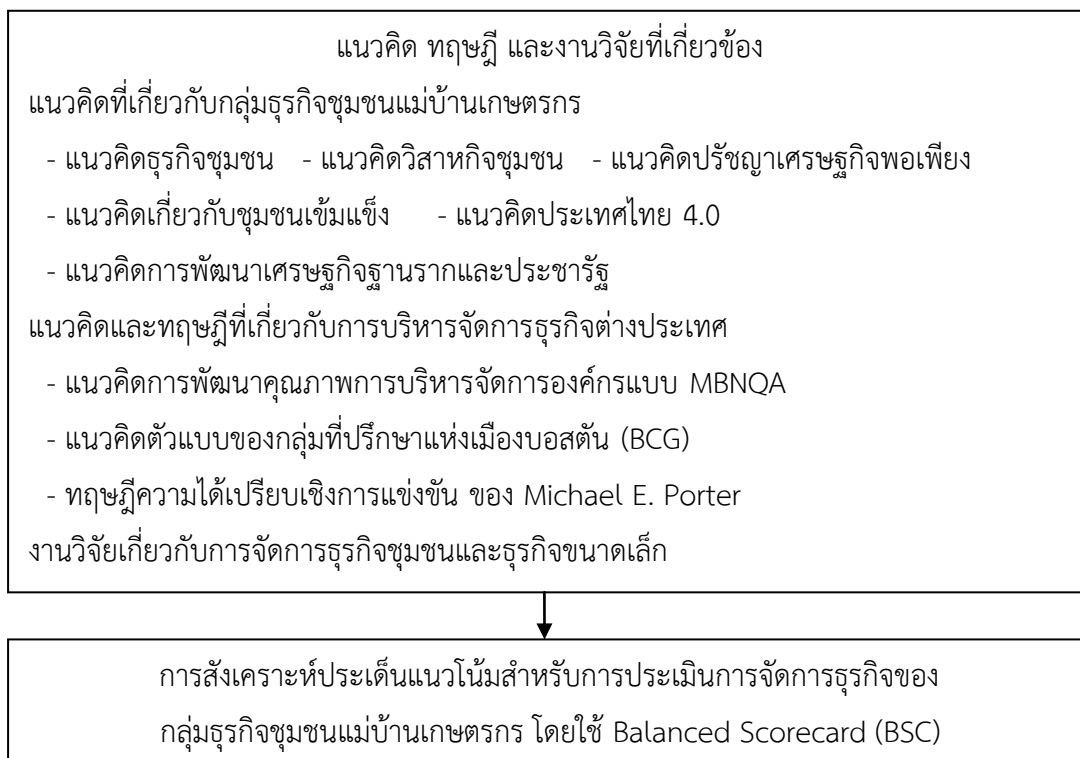 แนวคิด ทฤษฎี และงานวิจัยที่เกี่ยวข้อง
แนวคิดที่เกี่ยวกับกลุ่มธุรกิจชุมชนแม่บ้านเกษตรกร
- แนวคิดธุรกิจชุมชน - แนวคิดวิสาหกิจชุมชน - แนวคิดปรัชญาเศรษฐกิจพอเพียง
- แนวคิดเกี่ยวกับชุมชนเข้มแข็ง - แนวคิดประเทศไทย 4.0
- แนวคิดการพัฒนาเศรษฐกิจฐานรากและประชารัฐ
แนวคิดและทฤษฎีที่เกี่ยวกับการบริหารจัดการธุรกิจต่างประเทศ
- แนวคิดการพัฒนาคุณภาพการบริหารจัดการองค์กรแบบ MBNQA
- แนวคิดตัวแบบของกลุ่มที่ปรึกษาแห่งเมืองบอสตัน (BCG)
- ทฤษฎีความได้เปรียบเชิงการแข่งขัน ของ Michael E. Porter
งานวิจัยเกี่ยวกับการจัดการธุรกิจชุมชนและธุรกิจขนาดเล็ก
การสังเคราะห์ประเด็นแนวโน้มสำหรับการประเมินการจัดการธุรกิจของ
กลุ่มธุรกิจชุมชนแม่บ้านเกษตรกร โดยใช้ Balanced Scorecard (BSC)